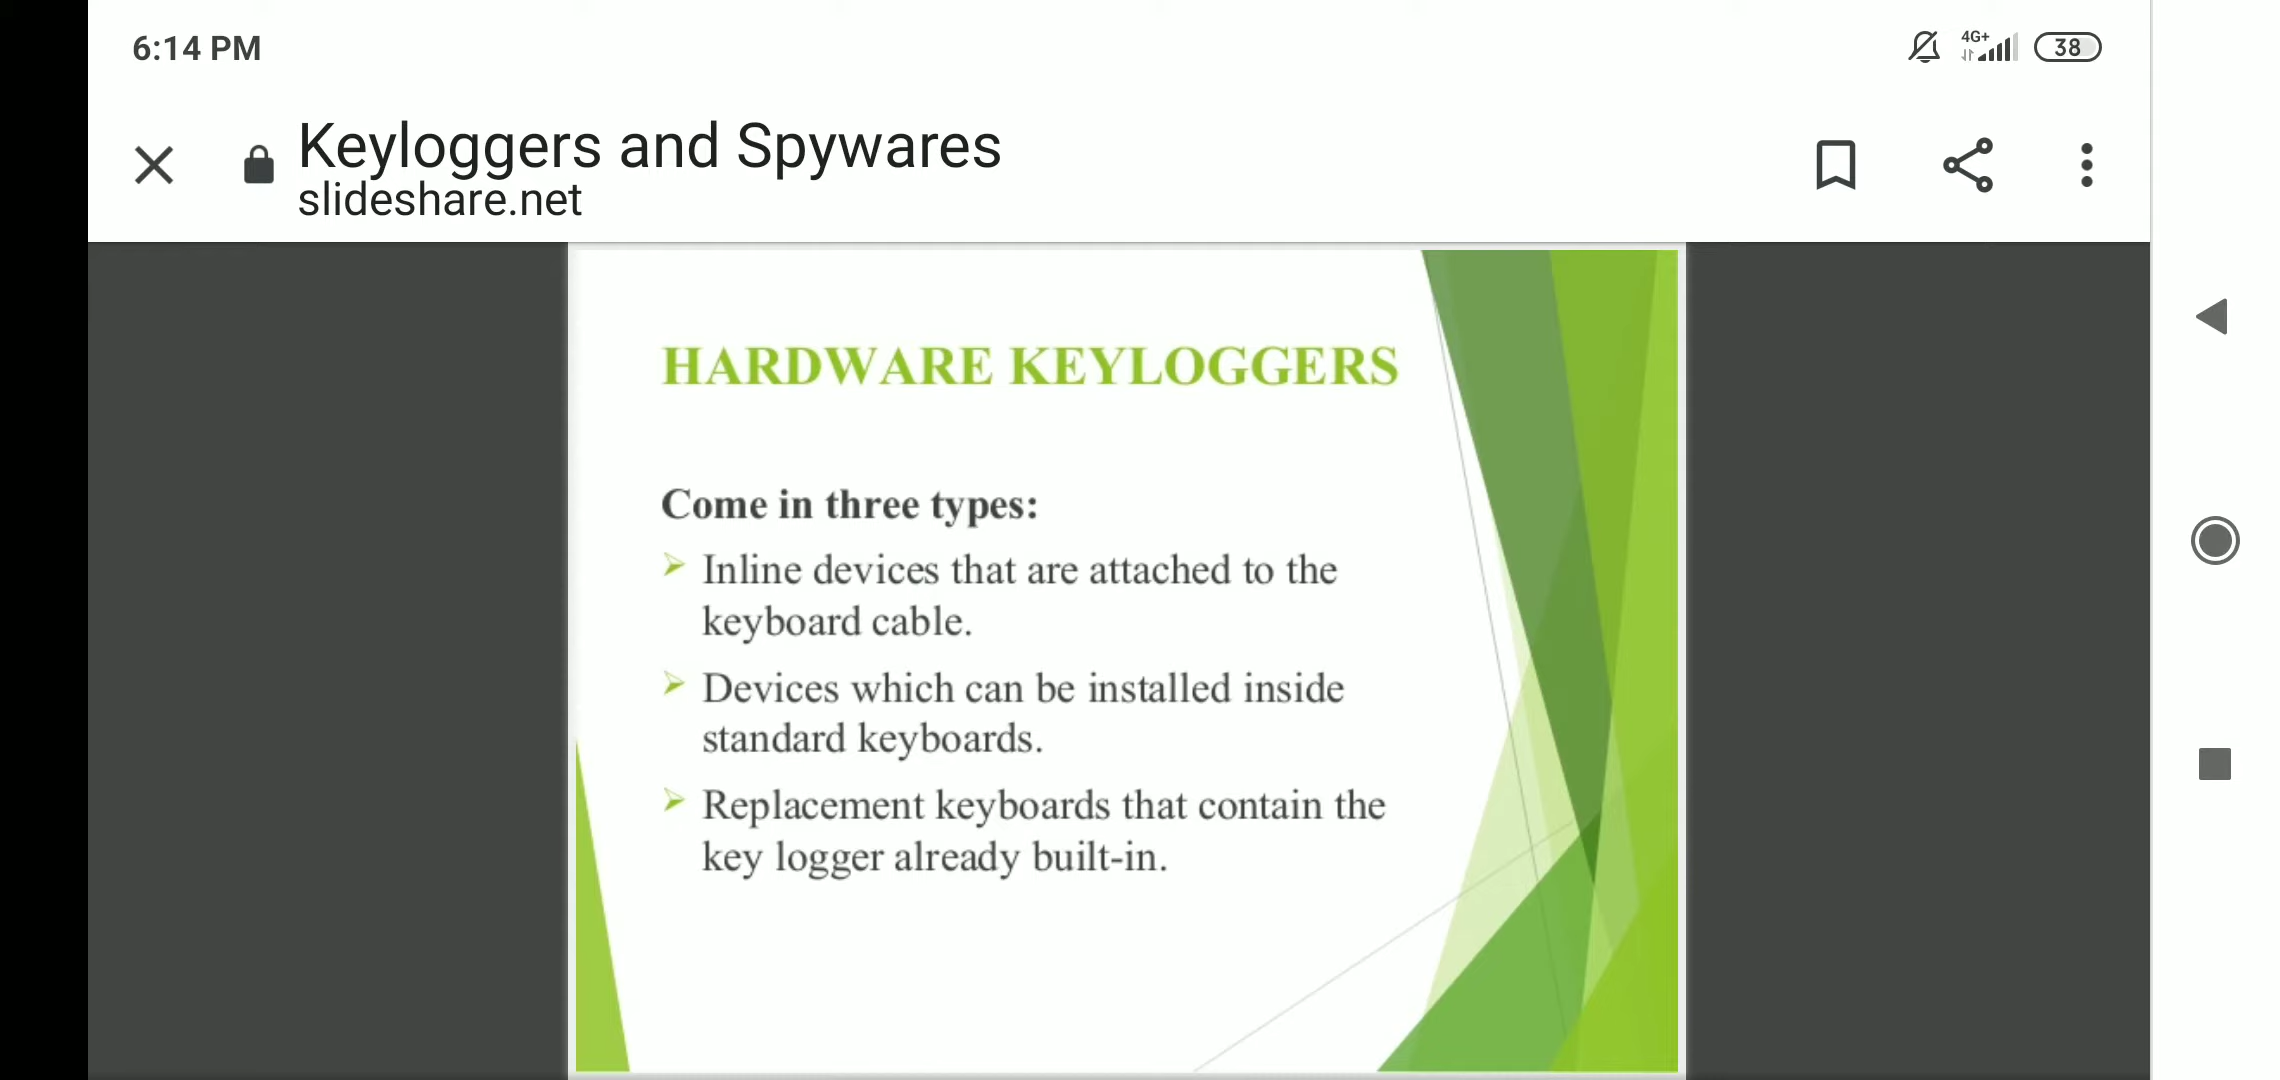 6:14 PM
4G+
38
Keyloggers and Spywares
slideshare.net
HARDWARE KEYLOGGERS
Come in three types:
Inline devices that are attached to the
keyboard cable.
Devices which can be installed inside
standard keyboards.
Replacement keyboards that contain the
key logger already built-in.